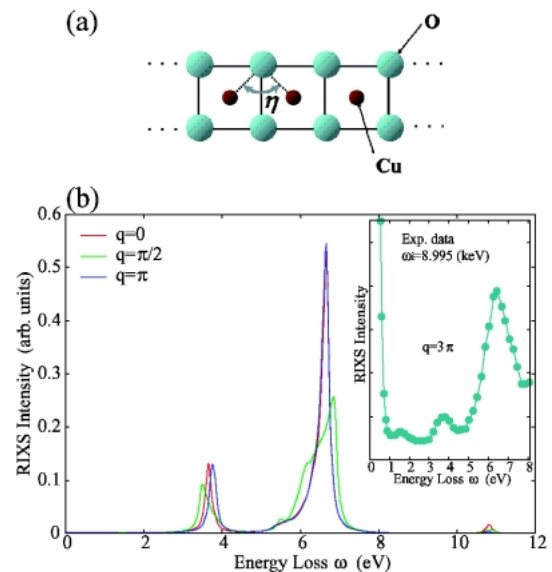 (a)
O
. . .
. . .
η
. . .
. . .
Cu
(b)
0.6
0.5
0.4
0.3
0.2
0.1
0
RIXS Intensity (arb. units)
q=0
q=π/2
q=π
Exp. data
ωi=8.995 (keV)
q=3π
RIXS Intensity
0 1 2 3 4 5 6 7 8
Energy Loss ω (eV)
0 2 4 6 8 10 12
Energy Loss ω (eV)